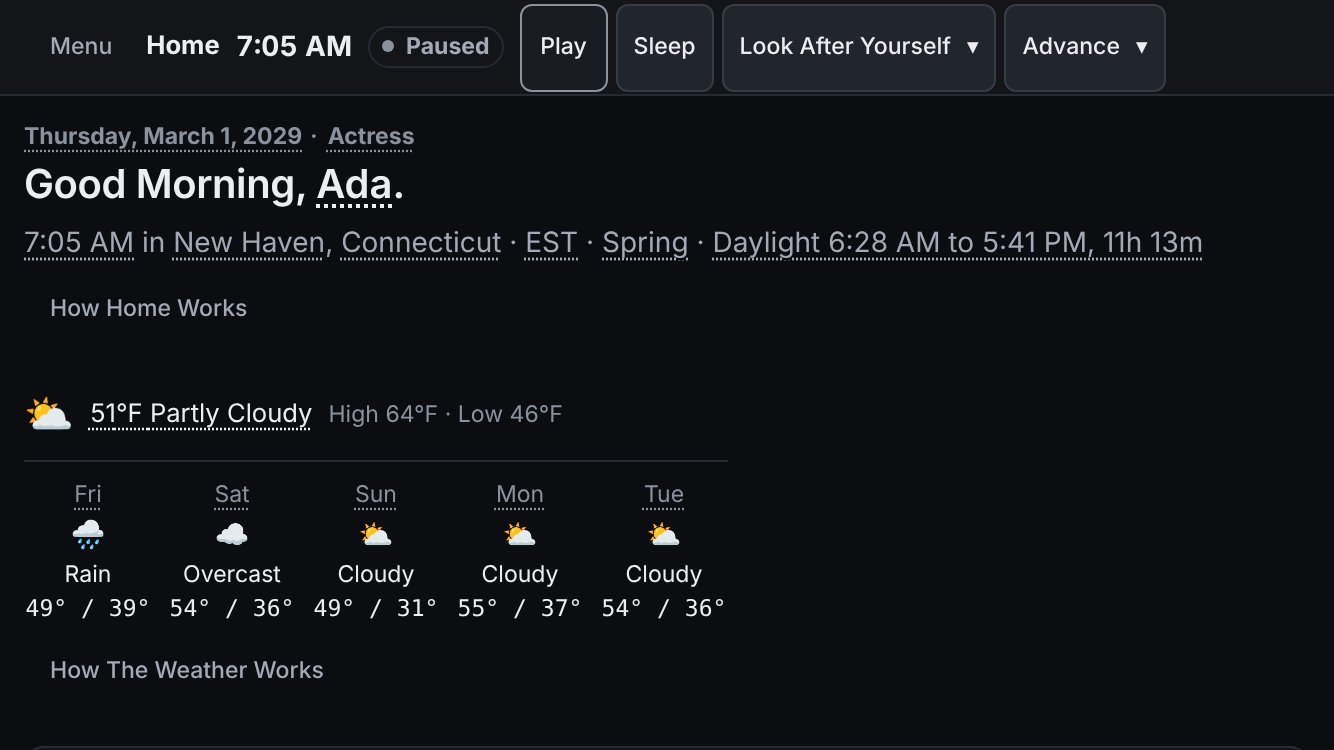 Menu Home 7:05 AM Paused Play Sleep Look After Yourself ▼ Advance ▼
Thursday, March 1, 2029 · Actress
Good Morning, Ada.
7:05 AM in New Haven, Connecticut · EST · Spring · Daylight 6:28 AM to 5:41 PM, 11h 13m
How Home Works
51°F Partly Cloudy High 64°F · Low 46°F
Fri Sat Sun Mon Tue
Rain Overcast Cloudy Cloudy Cloudy
49° / 39° 54° / 36° 49° / 31° 55° / 37° 54° / 36°
How The Weather Works